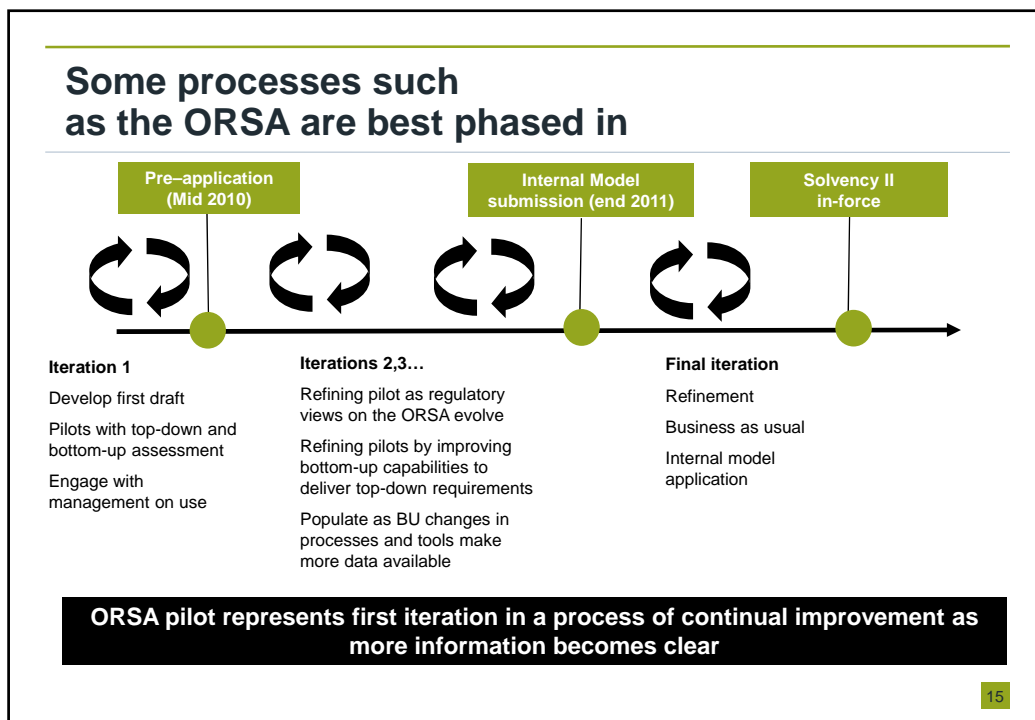 Some processes such
as the ORSA are best phased in
Pre–application
(Mid 2010)
Internal Model
submission (end 2011)
Solvency II
in-force
Iteration 1
Develop first draft
Pilots with top-down and
bottom-up assessment
Engage with
management on use
Iterations 2,3…
Refining pilot as regulatory
views on the ORSA evolve
Refining pilots by improving
bottom-up capabilities to
deliver top-down requirements
Populate as BU changes in
processes and tools make
more data available
Final iteration
Refinement
Business as usual
Internal model
application
ORSA pilot represents first iteration in a process of continual improvement as
more information becomes clear
15